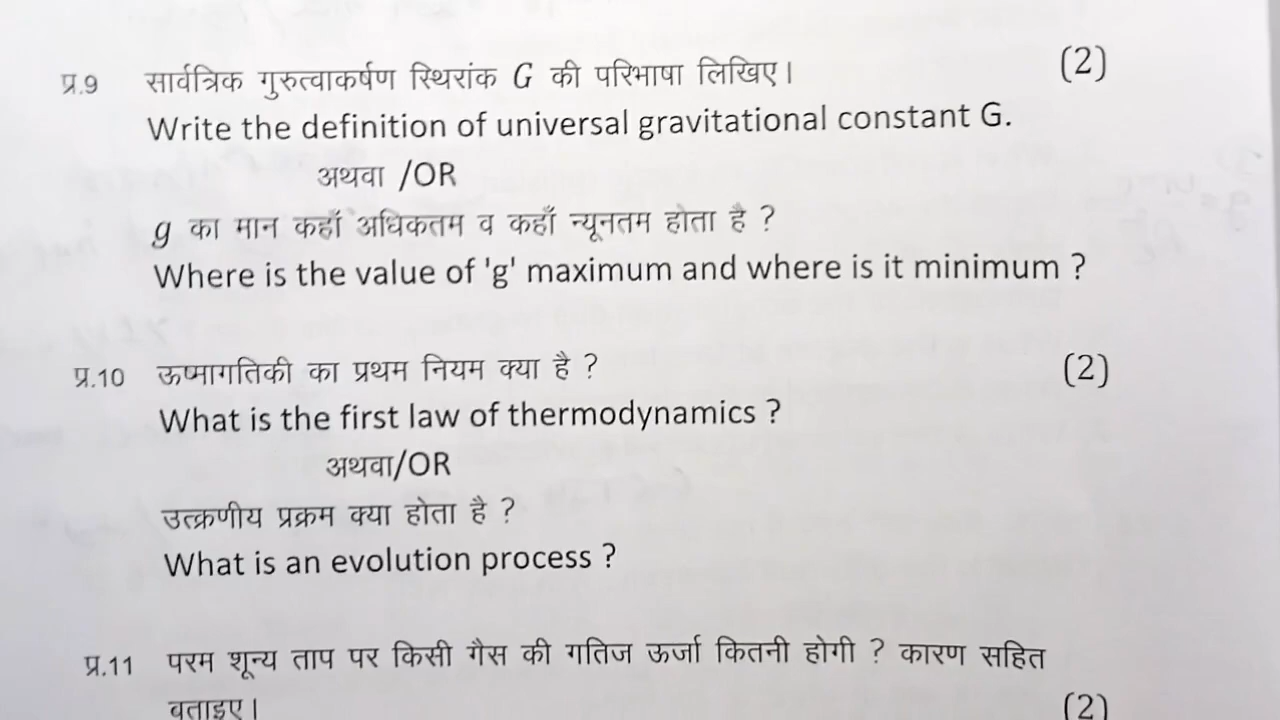 प्र.9 सार्वत्रिक गुरुत्वाकर्षण स्थिरांक G की परिभाषा लिखिए। (2)
Write the definition of universal gravitational constant G.
अथवा /OR
g का मान कहाँ अधिकतम व कहाँ न्यूनतम होता है ?
Where is the value of 'g' maximum and where is it minimum ?
प्र.10 ऊष्मागतिकी का प्रथम नियम क्या है ? (2)
What is the first law of thermodynamics ?
अथवा/OR
उत्क्रणीय प्रक्रम क्या होता है ?
What is an evolution process ?
प्र.11 परम शून्य ताप पर किसी गैस की गतिज ऊर्जा कितनी होगी ? कारण सहित
बताइए। (2)